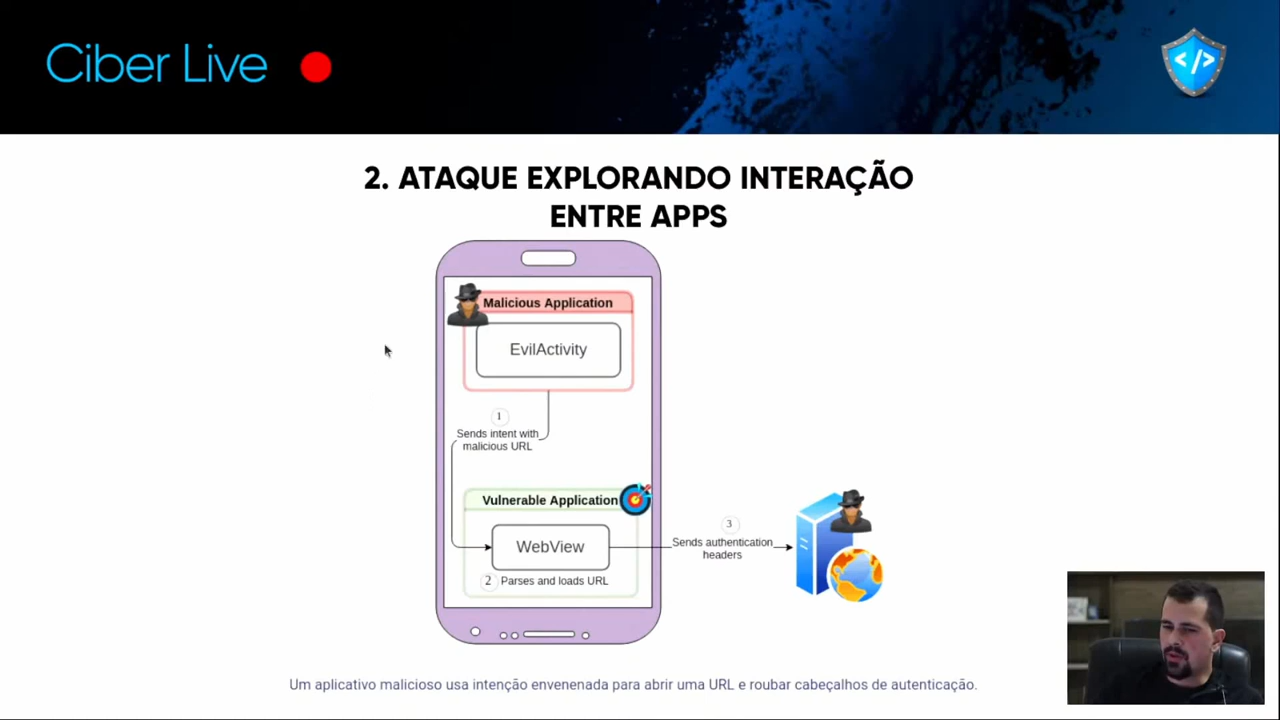 Ciber Live
</>
2. ATAQUE EXPLORANDO INTERAÇÃO
ENTRE APPS
Malicious Application
EvilActivity
1
Sends intent with
malicious URL
Vulnerable Application
WebView
2 Parses and loads URL
3
Sends authentication
headers
Um aplicativo malicioso usa intenção envenenada para abrir uma URL e roubar cabeçalhos de autenticação.